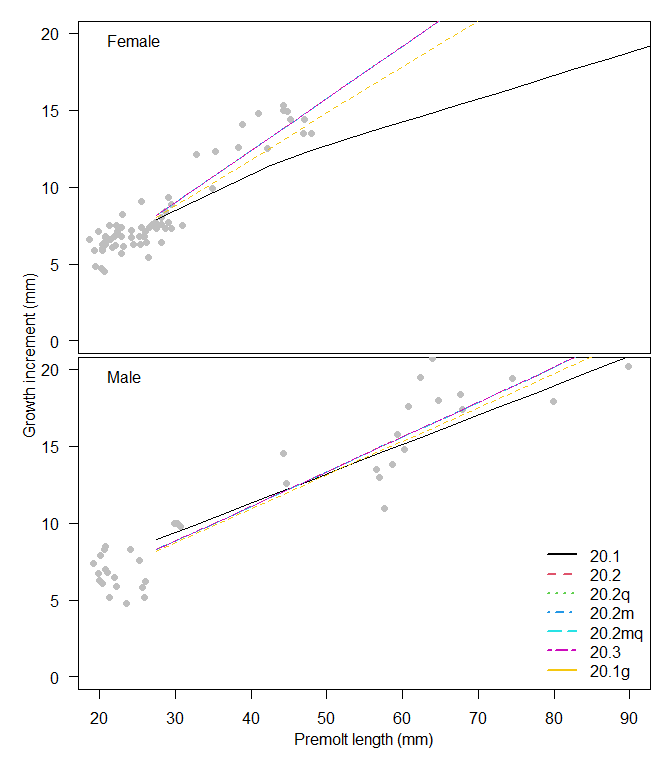 Female
20
15
10
5
0
Growth increment (mm)
Male
20
15
10
5
0
20.1
20.2
20.2q
20.2m
20.2mq
20.3
20.1g
20 30 40 50 60 70 80 90
Premolt length (mm)